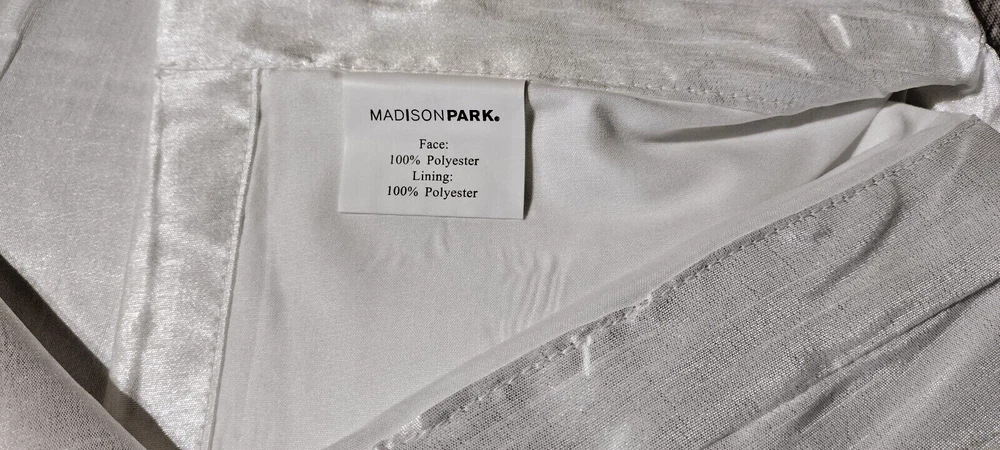 MADISONPARK.
Face:
100% Polyester
Lining:
100% Polyester